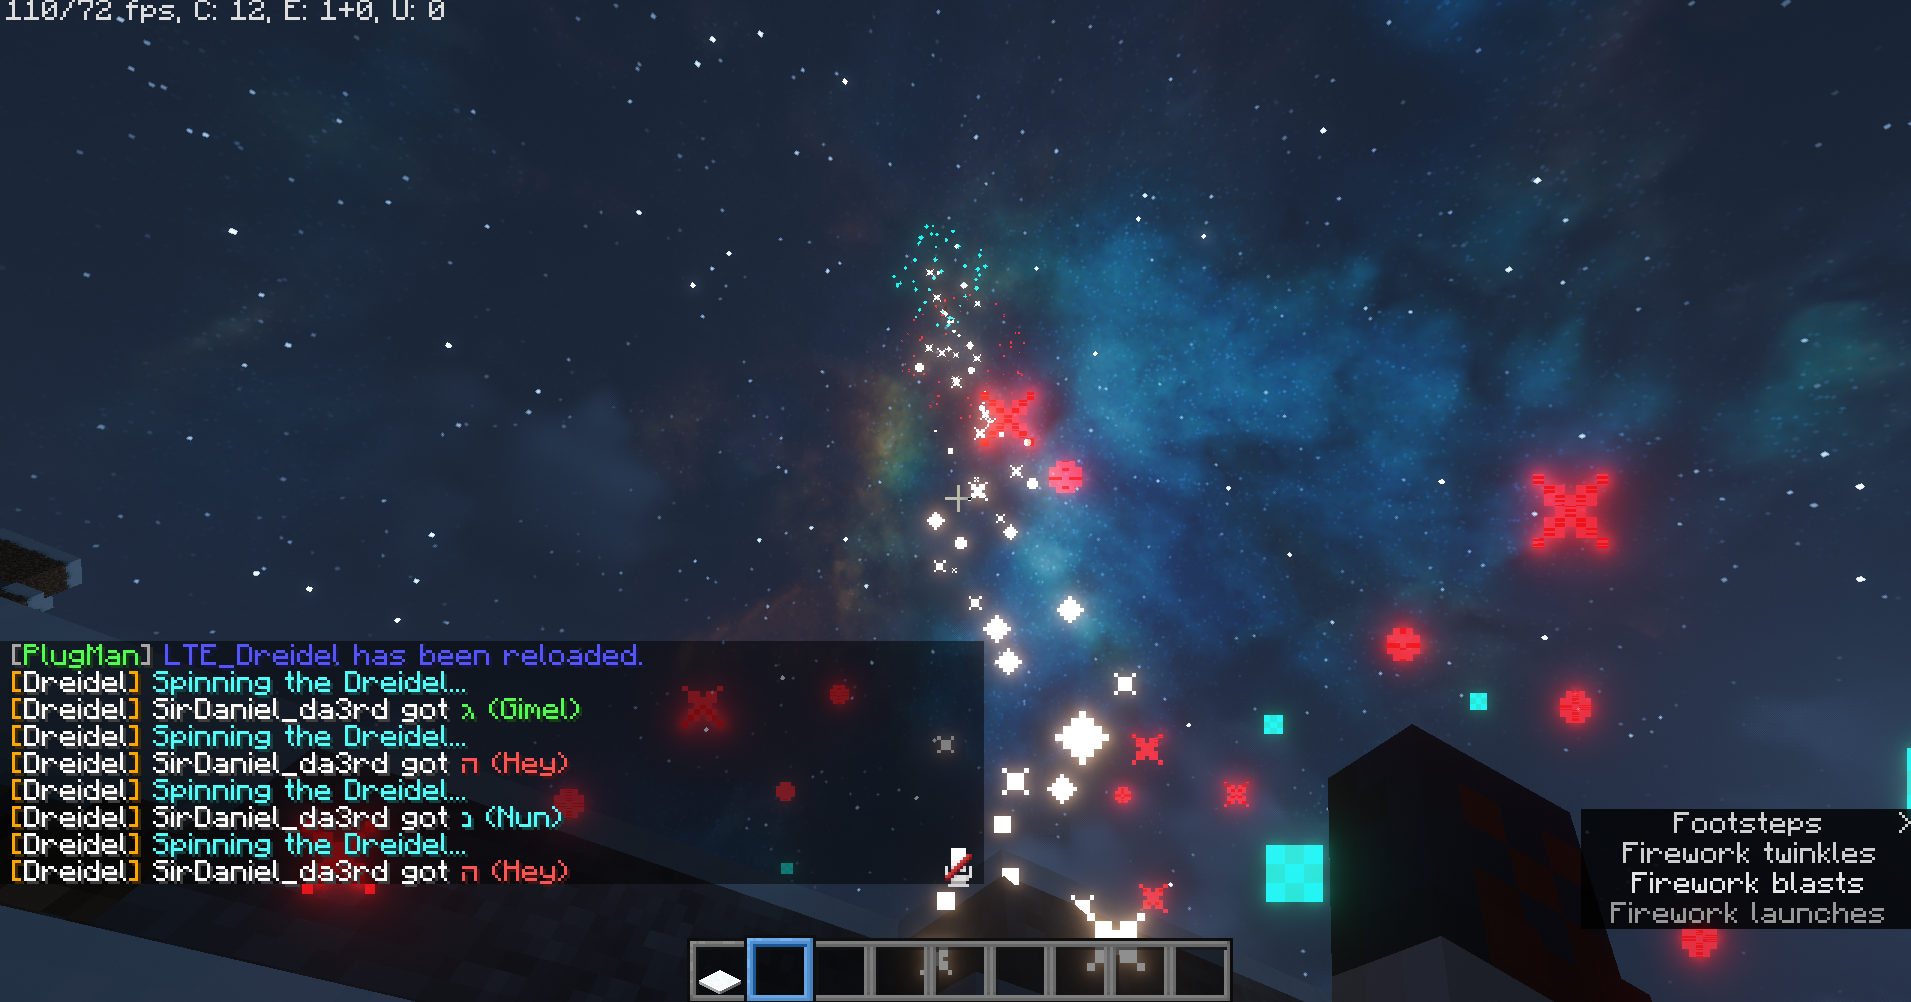 110/72 fps, C: 12, E: 1+0, U: 0
[PlugMan] LTE_Dreidel has been reloaded.
[Dreidel] Spinning the Dreidel...
[Dreidel] SirDaniel_da3rd got ג (Gimel)
[Dreidel] Spinning the Dreidel...
[Dreidel] SirDaniel_da3rd got ה (Hey)
[Dreidel] Spinning the Dreidel...
[Dreidel] SirDaniel_da3rd got נ (Nun)
[Dreidel] Spinning the Dreidel...
[Dreidel] SirDaniel_da3rd got ה (Hey)
Footsteps >
Firework twinkles
Firework blasts
Firework launches